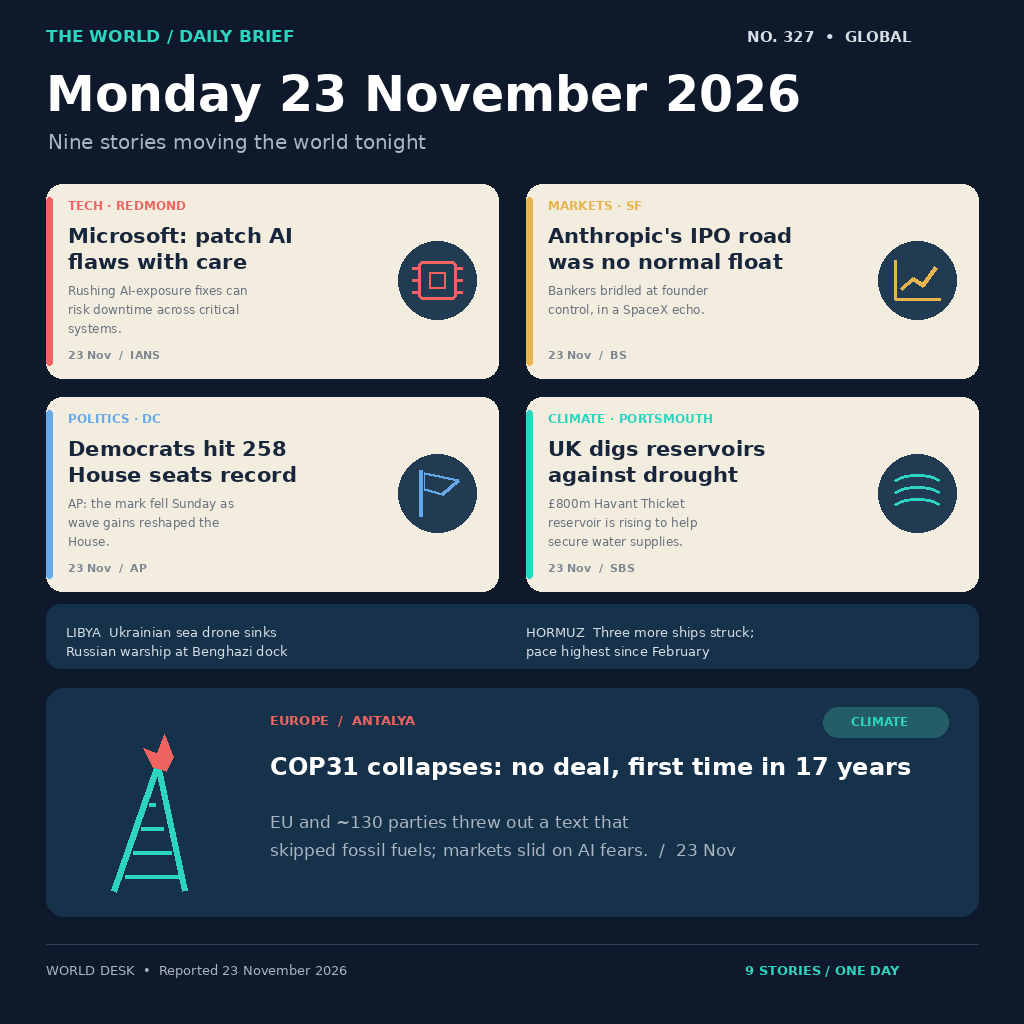 THE WORLD / DAILY BRIEF
NO. 327 • GLOBAL
Monday 23 November 2026
Nine stories moving the world tonight
TECH · REDMOND
Microsoft: patch AI
flaws with care
Rushing AI-exposure fixes can
risk downtime across critical
systems.
23 Nov / IANS
MARKETS · SF
Anthropic's IPO road
was no normal float
Bankers bridled at founder
control, in a SpaceX echo.
23 Nov / BS
POLITICS · DC
Democrats hit 258
House seats record
AP: the mark fell Sunday as
wave gains reshaped the
House.
23 Nov / AP
CLIMATE · PORTSMOUTH
UK digs reservoirs
against drought
£800m Havant Thicket
reservoir is rising to help
secure water supplies.
23 Nov / SBS
LIBYA Ukrainian sea drone sinks
Russian warship at Benghazi dock
HORMUZ Three more ships struck;
pace highest since February
EUROPE / ANTALYA
CLIMATE
COP31 collapses: no deal, first time in 17 years
EU and ~130 parties threw out a text that
skipped fossil fuels; markets slid on AI fears. / 23 Nov
WORLD DESK • Reported 23 November 2026
9 STORIES / ONE DAY